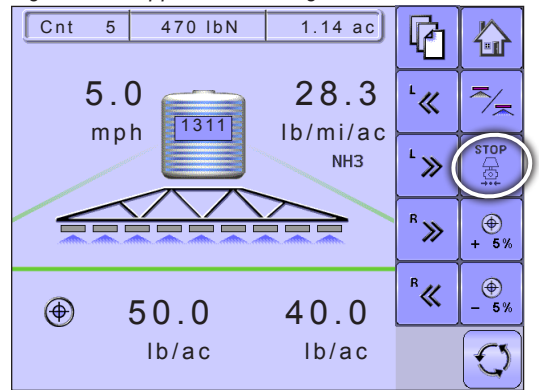 Cnt 5 470 lbN 1.14 ac
5.0 28.3
mph 1311 lb/mi/ac
NH3
L
L STOP
R + 5%
R - 5%
50.0 40.0
lb/ac lb/ac